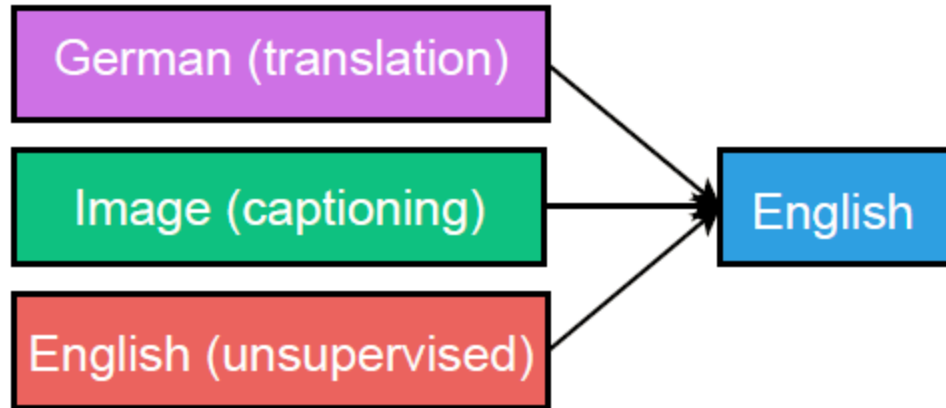 German (translation)
Image (captioning)
English
English (unsupervised)